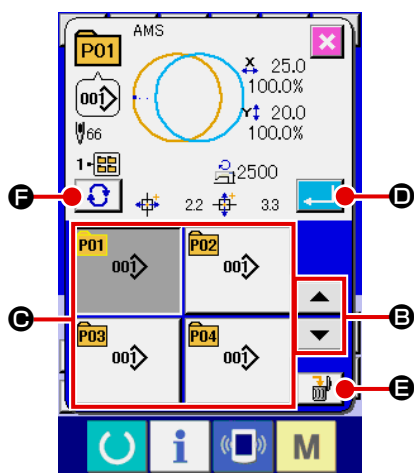 AMS
P01
X 25.0
100.0%
001
Y 20.0
100.0%
66
1-
2500
F
D
2.2 3.3
P01
001
P02
001
B
C
P03
001
P04
001
E
i
M